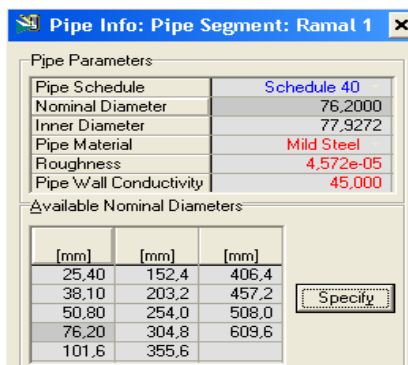 Pipe Info: Pipe Segment: Ramal 1
Pipe Parameters
Pipe Schedule Schedule 40
Nominal Diameter 76,2000
Inner Diameter 77,9272
Pipe Material Mild Steel
Roughness 4,572e-05
Pipe Wall Conductivity 45,000
Available Nominal Diameters
[mm] [mm] [mm]
25,40 152,4 406,4
38,10 203,2 457,2
50,80 254,0 508,0
76,20 304,8 609,6
101,6 355,6
Specify